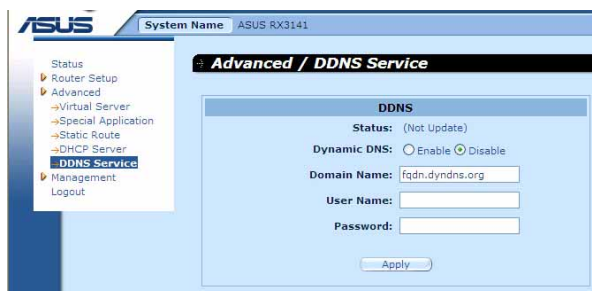 ASUS
System Name ASUS RX3141
Status
Router Setup
Advanced
Virtual Server
Special Application
Static Route
DHCP Server
DDNS Service
Management
Logout
Advanced / DDNS Service
DDNS
Status: (Not Update)
Dynamic DNS: Enable Disable
Domain Name: fqdn.dyndns.org
User Name:
Password:
Apply